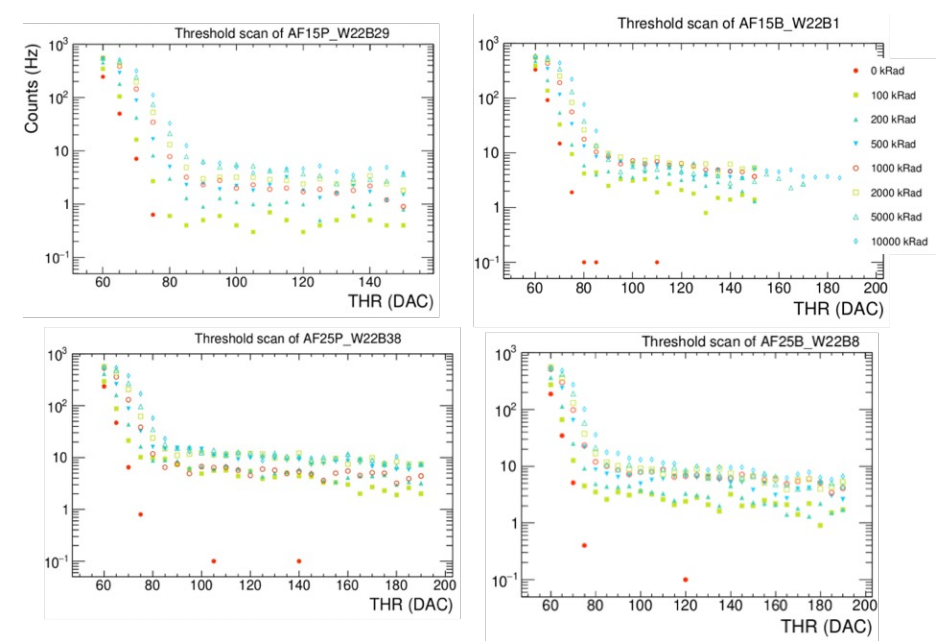 Threshold scan of AF15P_W22B29
Counts (Hz)
10³
10²
10
1
10⁻¹
60 80 100 120 140
THR (DAC)
Threshold scan of AF15B_W22B1
10³
10²
10
1
10⁻¹
60 80 100 120 140 160 180 200
THR (DAC)
0 kRad
100 kRad
200 kRad
500 kRad
1000 kRad
2000 kRad
5000 kRad
10000 kRad
Threshold scan of AF25P_W22B38
10³
10²
10
1
10⁻¹
60 80 100 120 140 160 180 200
THR (DAC)
Threshold scan of AF25B_W22B8
10³
10²
10
1
10⁻¹
60 80 100 120 140 160 180 200
THR (DAC)